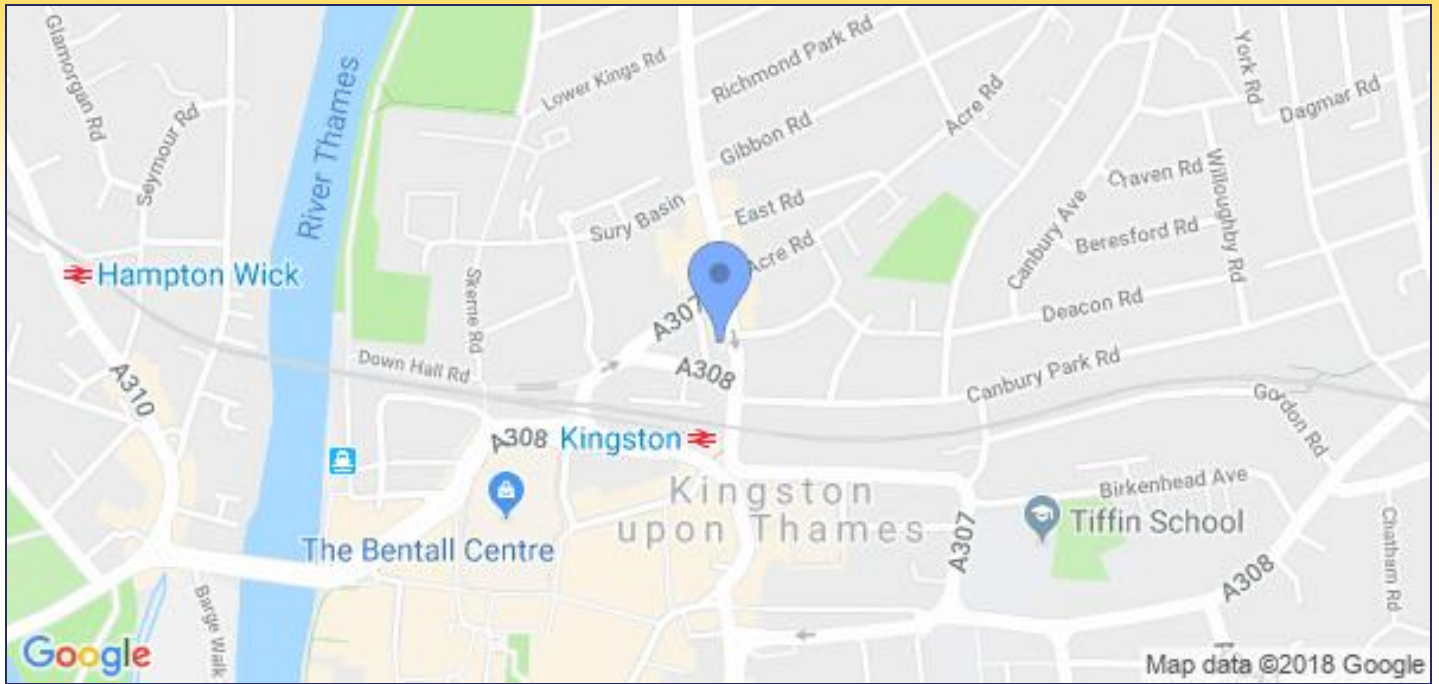 Glamorgan Rd
Seymour Rd
River Thames
Lower Kings Rd
Richmond Park Rd
Gibbon Rd
Acre Rd
York Rd
Dagmar Rd
Craven Rd
Willoughby Rd
Canbury Ave
Beresford Rd
Sury Basin
East Rd
Acre Rd
Hampton Wick
Skerne Rd
A307
Deacon Rd
Down Hall Rd
A308
Canbury Park Rd
A310
Gordon Rd
A308
Kingston
Kingston
upon Thames
Birkenhead Ave
Tiffin School
The Bentall Centre
A307
A308
Chatham Rd
Barge Walk
Google
Map data ©2018 Google